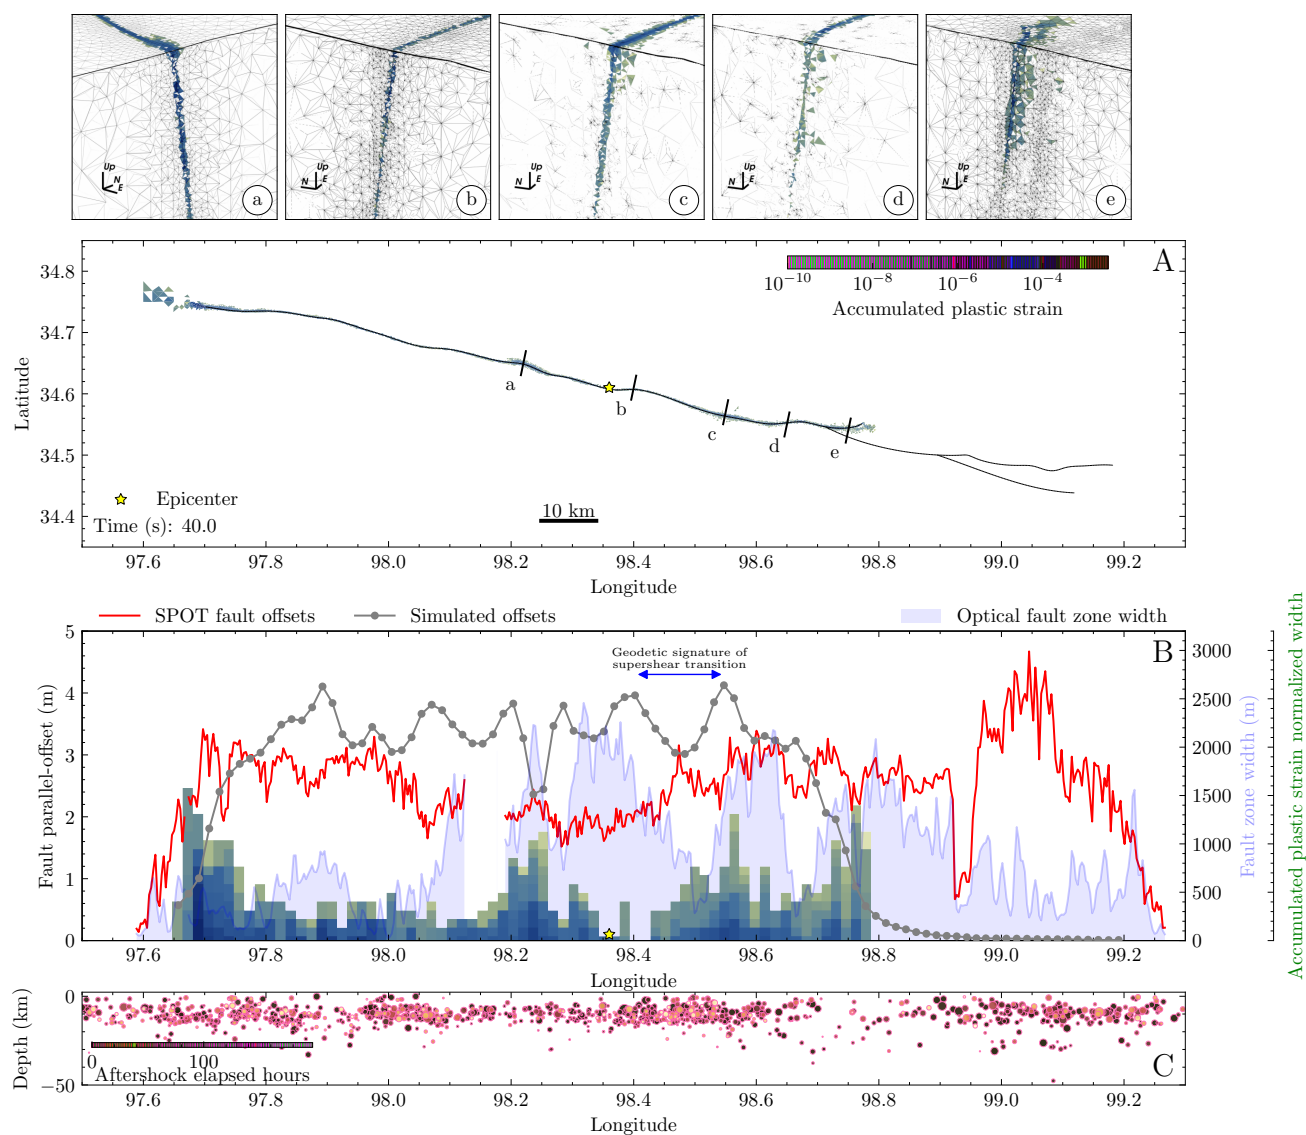 Up
N
E
a
Up
N
E
b
Up
N
E
c
Up
N
E
d
Up
N
E
e
A
10⁻¹⁰ 10⁻⁸ 10⁻⁶ 10⁻⁴
Accumulated plastic strain
34.8
34.7
34.6
34.5
34.4
Latitude
a
b
c
d
e
Epicenter
Time (s): 40.0
10 km
97.6 97.8 98.0 98.2 98.4 98.6 98.8 99.0 99.2
Longitude
SPOT fault offsets
Simulated offsets
Optical fault zone width
B
Geodetic signature of
supershear transition
5
4
3
2
1
0
Fault parallel-offset (m)
3000
2500
2000
1500
1000
500
0
Fault zone width (m)
Accumulated plastic strain normalized width
97.6 97.8 98.0 98.2 98.4 98.6 98.8 99.0 99.2
Longitude
0
−50
Depth (km)
0 100
Aftershock elapsed hours
C
97.6 97.8 98.0 98.2 98.4 98.6 98.8 99.0 99.2
Longitude